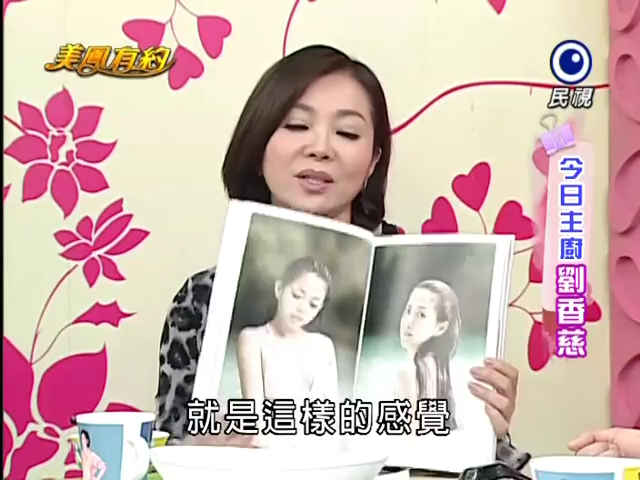 美鳳有約
民視
今日主廚
劉香慈
就是這樣的感覺